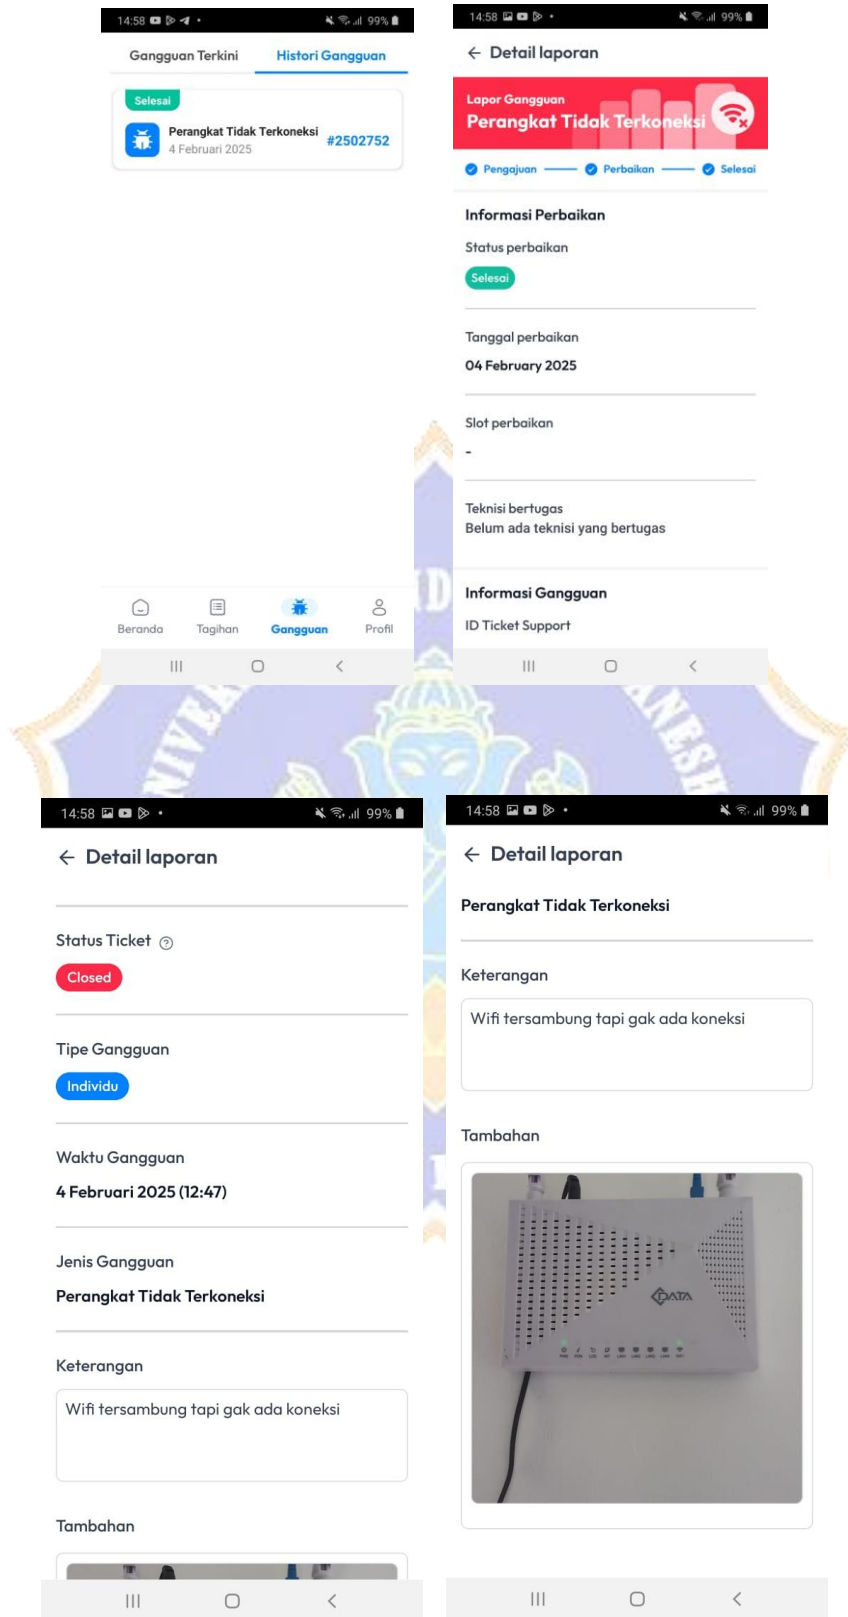 14:58
99%
Gangguan Terkini
Histori Gangguan
Selesai
Perangkat Tidak Terkoneksi
4 Februari 2025
#2502752
Beranda
Tagihan
Gangguan
Profil
14:58
99%
Detail laporan
Lapor Gangguan
Perangkat Tidak Terkoneksi
Pengajuan
Perbaikan
Selesai
Informasi Perbaikan
Status perbaikan
Selesai
Tanggal perbaikan
04 February 2025
Slot perbaikan
-
Teknisi bertugas
Belum ada teknisi yang bertugas
Informasi Gangguan
ID Ticket Support
14:58
99%
Detail laporan
Status Ticket
Closed
Tipe Gangguan
Individu
Waktu Gangguan
4 Februari 2025 (12:47)
Jenis Gangguan
Perangkat Tidak Terkoneksi
Keterangan
Wifi tersambung tapi gak ada koneksi
Tambahan
14:58
99%
Detail laporan
Perangkat Tidak Terkoneksi
Keterangan
Wifi tersambung tapi gak ada koneksi
Tambahan
DATA